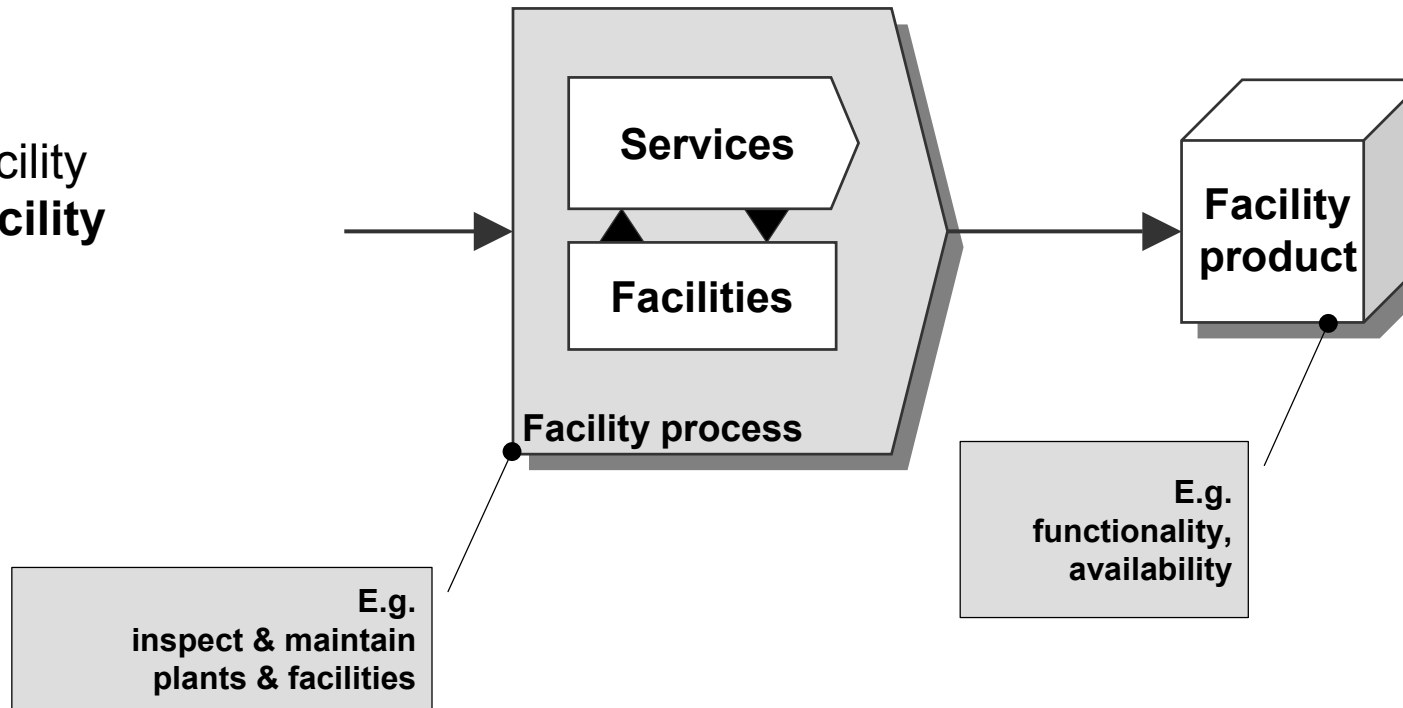 cility
cility
Services
Facilities
Facility process
Facility
product
E.g.
functionality,
availability
E.g.
inspect & maintain
plants & facilities